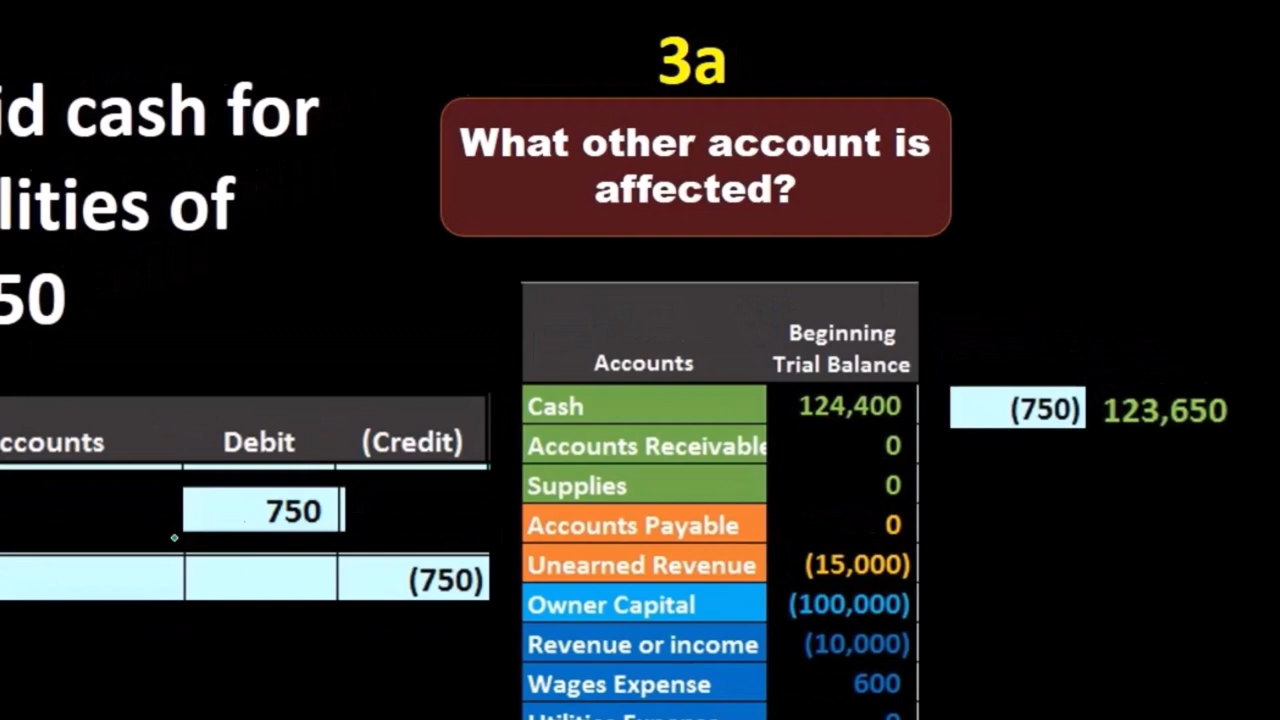 3a
id cash for
lities of
50
What other account is
affected?
ccounts Debit (Credit)
750
(750)
Accounts Beginning Trial Balance
Cash 124,400 (750) 123,650
Accounts Receivable 0
Supplies 0
Accounts Payable 0
Unearned Revenue (15,000)
Owner Capital (100,000)
Revenue or income (10,000)
Wages Expense 600